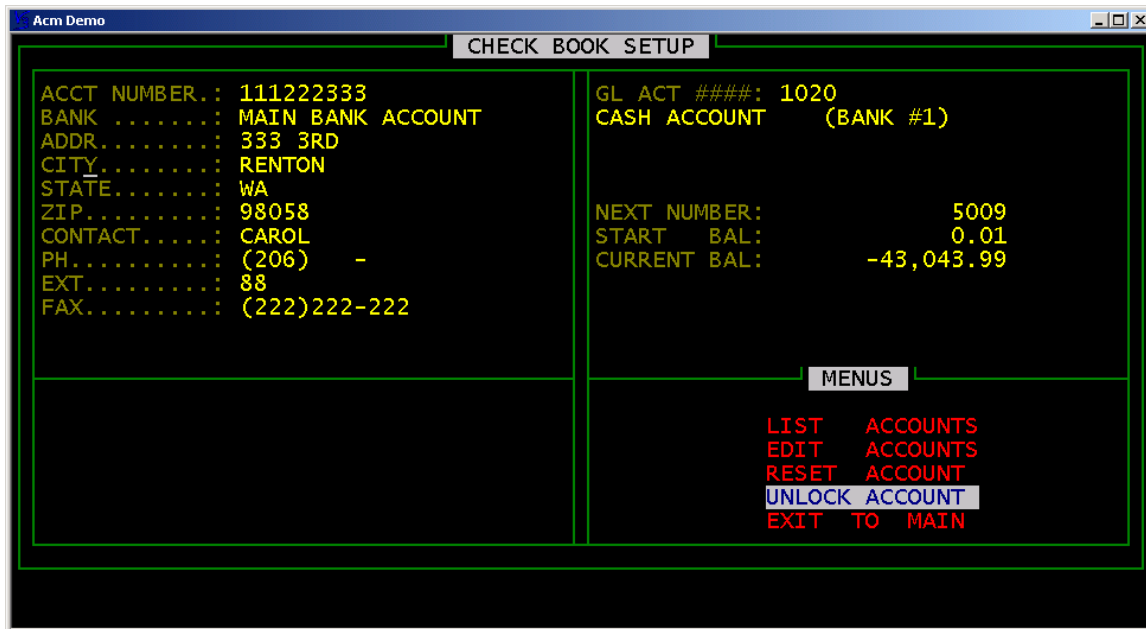 Acm Demo
CHECK BOOK SETUP
ACCT NUMBER.: 111222333
BANK .......: MAIN BANK ACCOUNT
ADDR........: 333 3RD
CITY........: RENTON
STATE.......: WA
ZIP.........: 98058
CONTACT.....: CAROL
PH..........: (206)   -
EXT.........: 88
FAX.........: (222)222-222
GL ACT ####: 1020
CASH ACCOUNT    (BANK #1)
NEXT NUMBER: 5009
START   BAL: 0.01
CURRENT BAL: -43,043.99
MENUS
LIST   ACCOUNTS
EDIT   ACCOUNTS
RESET  ACCOUNT
UNLOCK ACCOUNT
EXIT  TO  MAIN